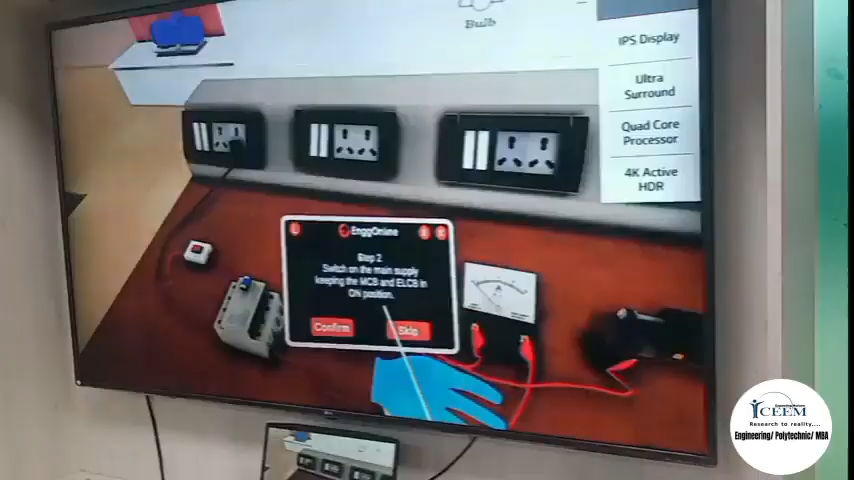 Bulb
IPS Display
Ultra
Surround
Quad Core
Processor
4K Active
HDR
EnggOnline
Step 2
Switch on the main supply
keeping the MCB and ELCB in
ON position.
Confirm
Skip
ICEEM
Research to reality....
Engineering/ Polytechnic/ MBA